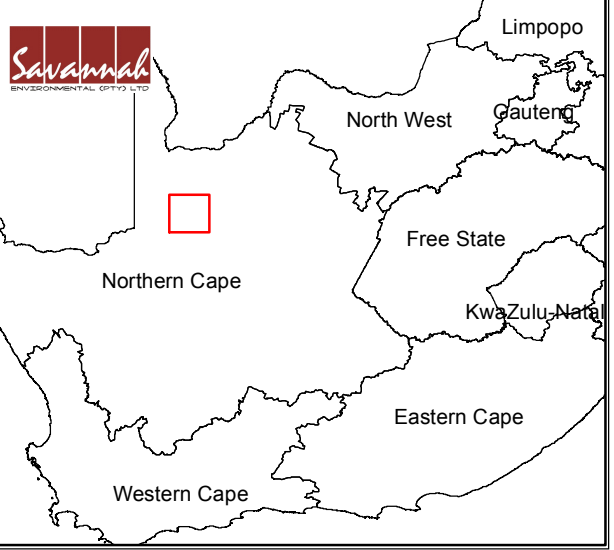 Limpopo
Savannah
ENVIRONMENTAL (PTY) LTD
North West
Gauteng
Free State
Northern Cape
KwaZulu-Natal
Eastern Cape
Western Cape